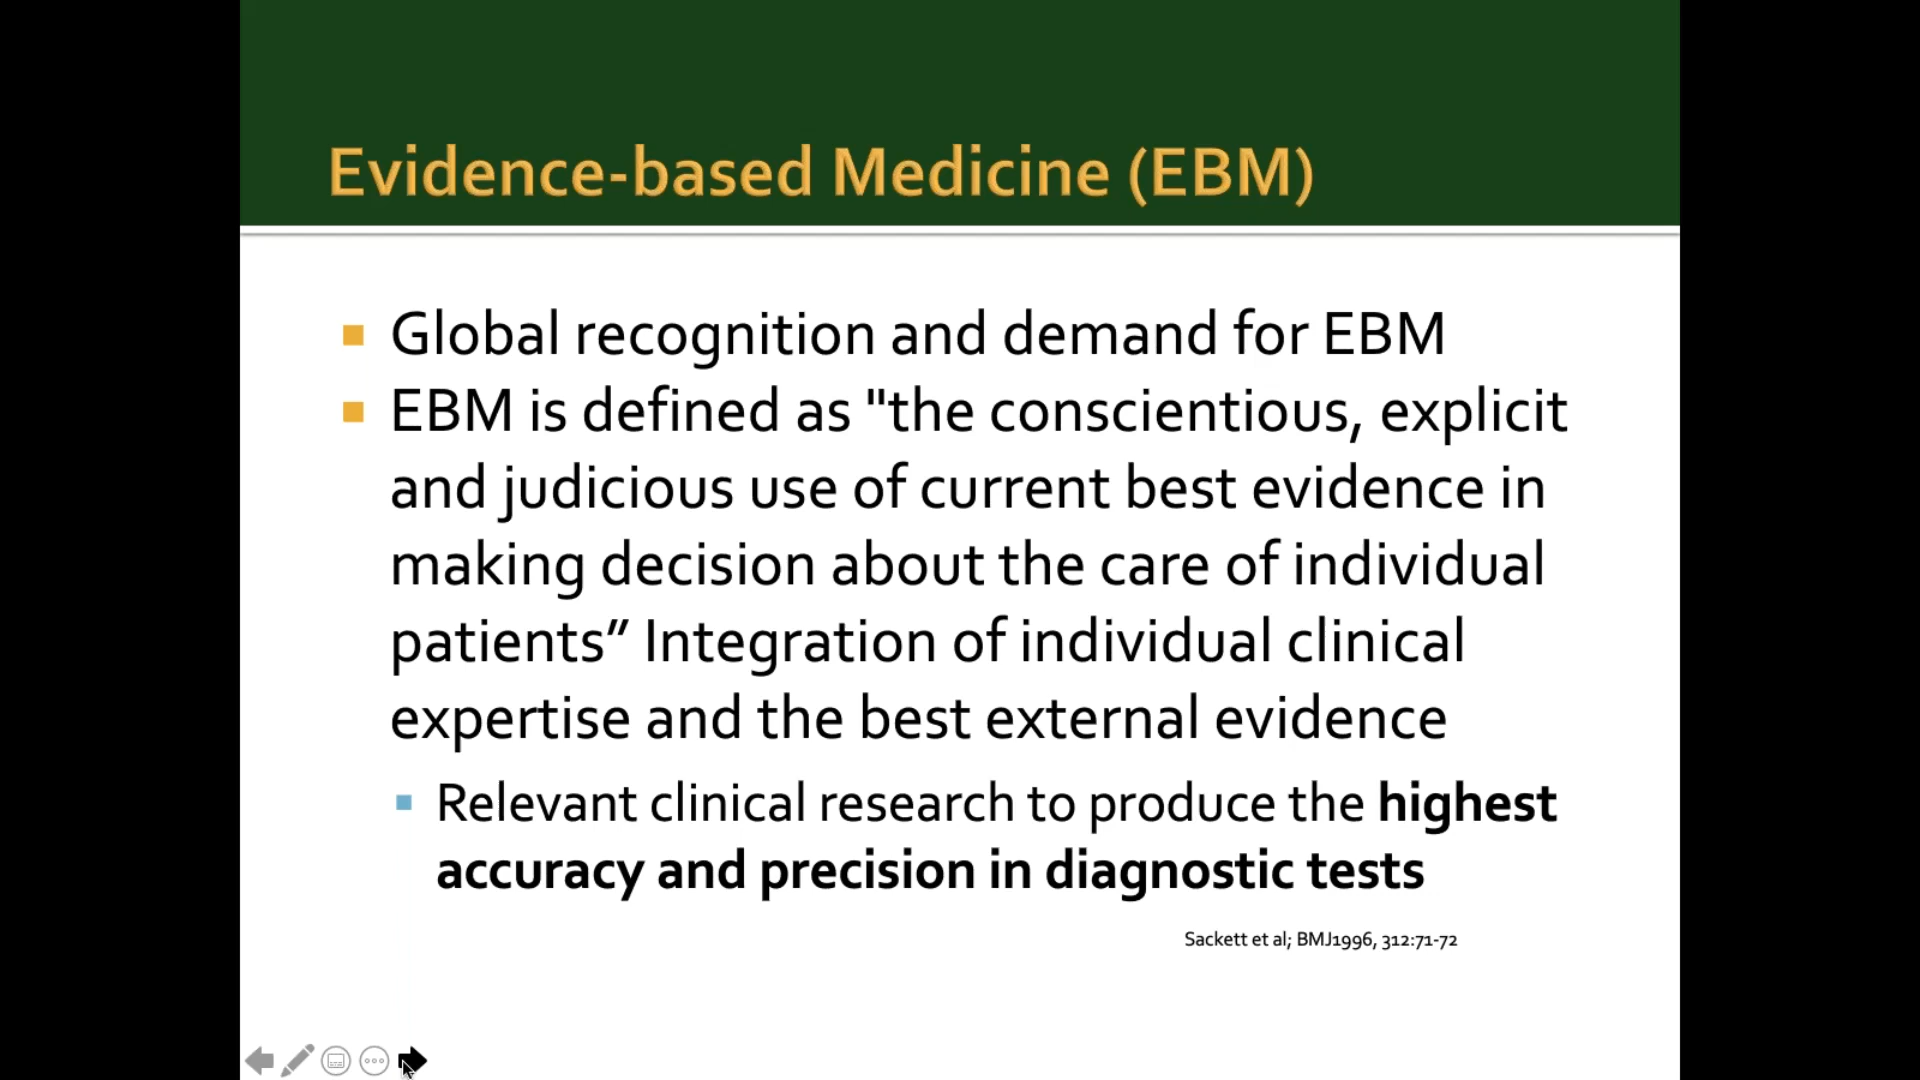 Evidence-based Medicine (EBM)
Global recognition and demand for EBM
EBM is defined as "the conscientious, explicit
and judicious use of current best evidence in
making decision about the care of individual
patients” Integration of individual clinical
expertise and the best external evidence
Relevant clinical research to produce the highest
accuracy and precision in diagnostic tests
Sackett et al; BMJ1996, 312:71-72